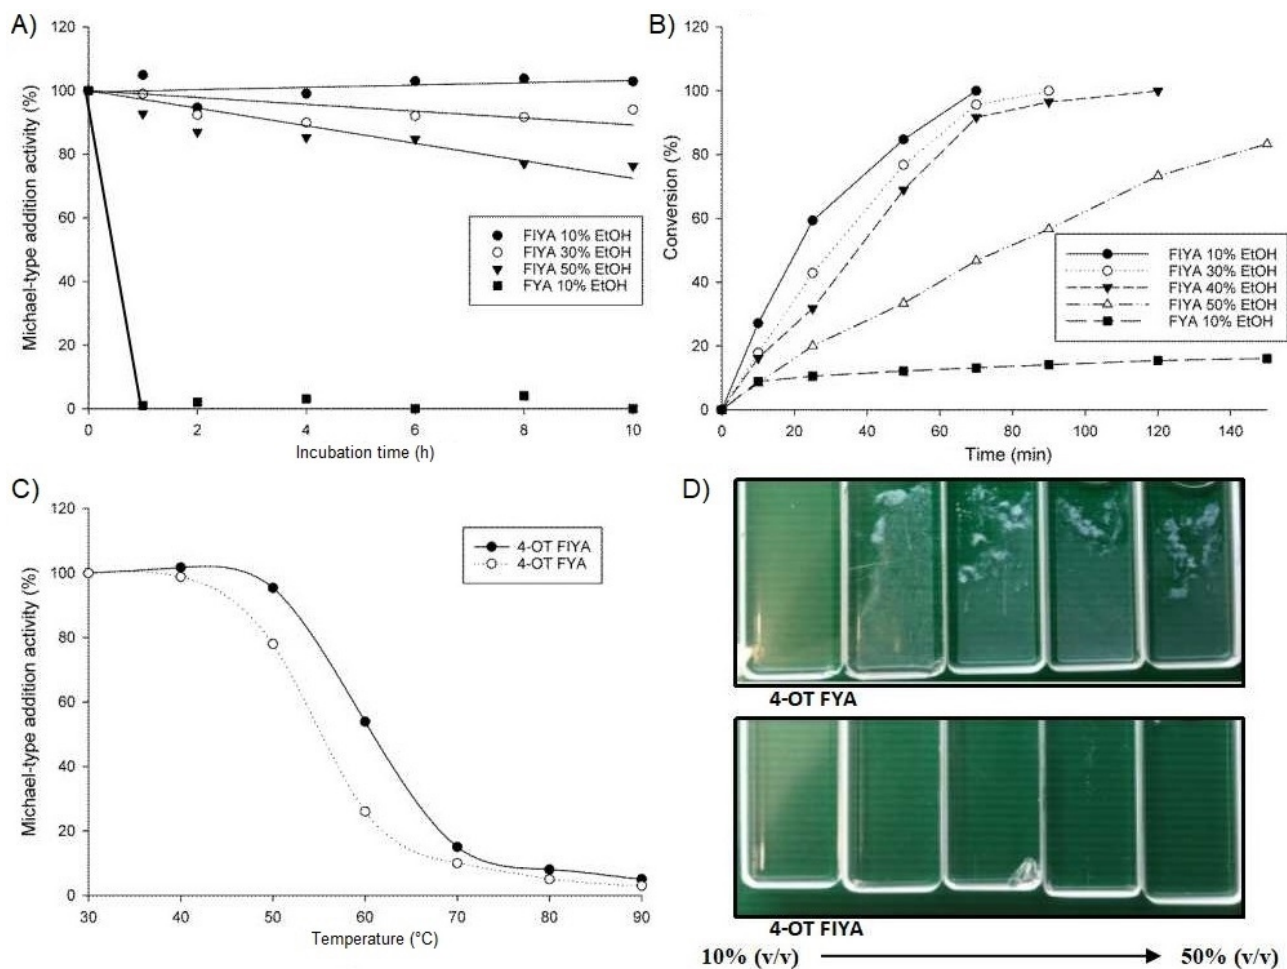 A)
120
100
80
60
40
20
0
Michael-type addition activity (%)
FIYA 10% EtOH
FIYA 30% EtOH
FIYA 50% EtOH
FYA 10% EtOH
0 2 4 6 8 10
Incubation time (h)
B)
120
100
80
60
40
20
0
Conversion (%)
FIYA 10% EtOH
FIYA 30% EtOH
FIYA 40% EtOH
FIYA 50% EtOH
FYA 10% EtOH
0 20 40 60 80 100 120 140
Time (min)
C)
120
100
80
60
40
20
0
Michael-type addition activity (%)
4-OT FIYA
4-OT FYA
30 40 50 60 70 80 90
Temperature (°C)
D)
4-OT FYA
4-OT FIYA
10% (v/v) 50% (v/v)